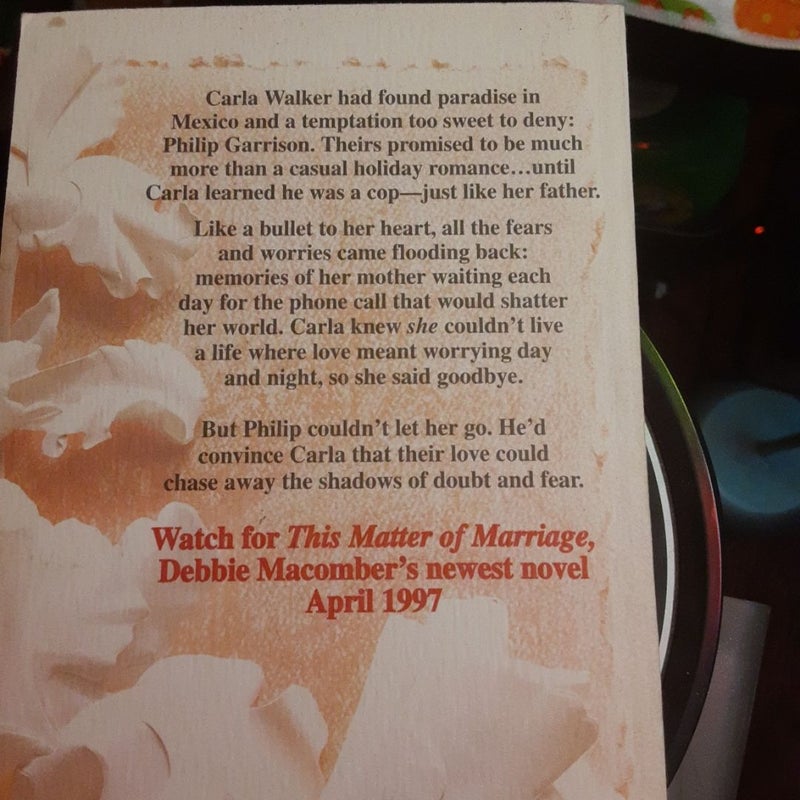 Carla Walker had found paradise in
Mexico and a temptation too sweet to deny:
Philip Garrison. Theirs promised to be much
more than a casual holiday romance...until
Carla learned he was a cop—just like her father.
Like a bullet to her heart, all the fears
and worries came flooding back:
memories of her mother waiting each
day for the phone call that would shatter
her world. Carla knew she couldn't live
a life where love meant worrying day
and night, so she said goodbye.
But Philip couldn't let her go. He'd
convince Carla that their love could
chase away the shadows of doubt and fear.
Watch for This Matter of Marriage,
Debbie Macomber's newest novel
April 1997